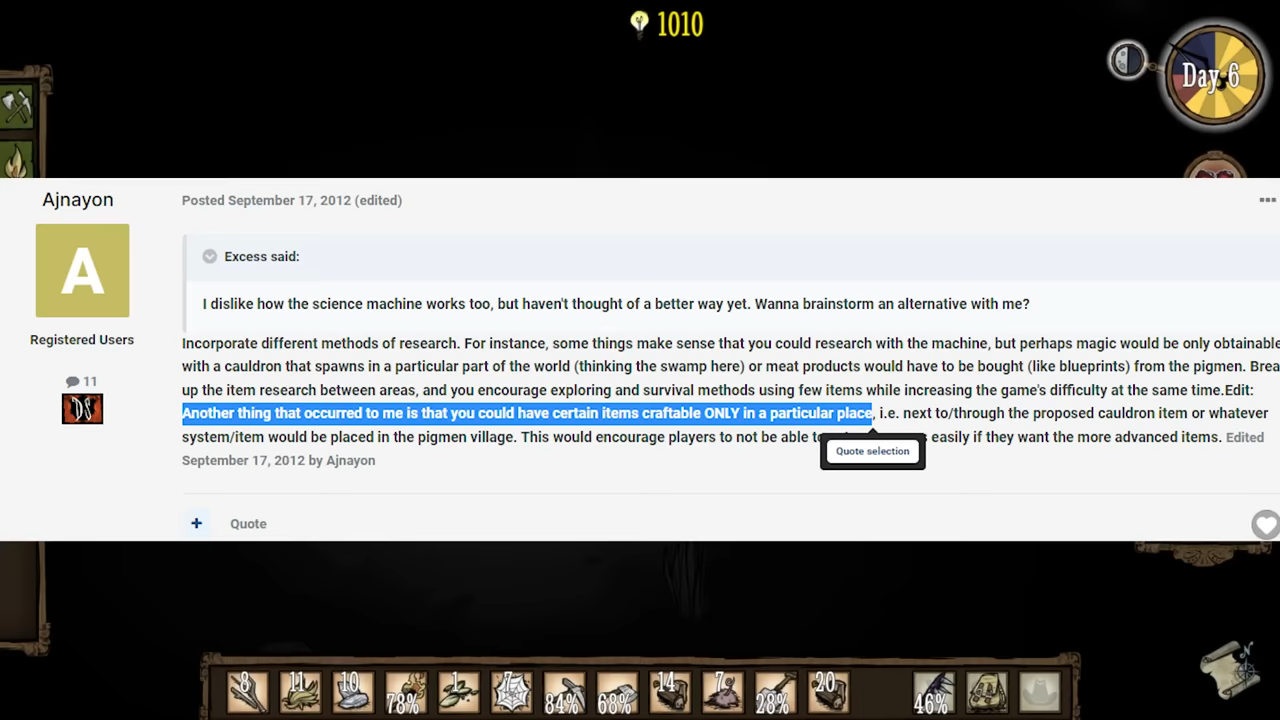 1010
Day 6
Ajnayon
Posted September 17, 2012 (edited)
A
Excess said:
I dislike how the science machine works too, but haven't thought of a better way yet. Wanna brainstorm an alternative with me?
Registered Users
Incorporate different methods of research. For instance, some things make sense that you could research with the machine, but perhaps magic would be only obtainable
with a cauldron that spawns in a particular part of the world (thinking the swamp here) or meat products would have to be bought (like blueprints) from the pigmen. Brea
up the item research between areas, and you encourage exploring and survival methods using few items while increasing the game's difficulty at the same time.Edit:
11
DS
Another thing that occurred to me is that you could have certain items craftable ONLY in a particular place, i.e. next to/through the proposed cauldron item or whatever
system/item would be placed in the pigmen village. This would encourage players to not be able to easily if they want the more advanced items. Edited
Quote selection
September 17, 2012 by Ajnayon
+ Quote
N
8 11 10 78% 1 7 84% 68% 14 7 28% 20 46%